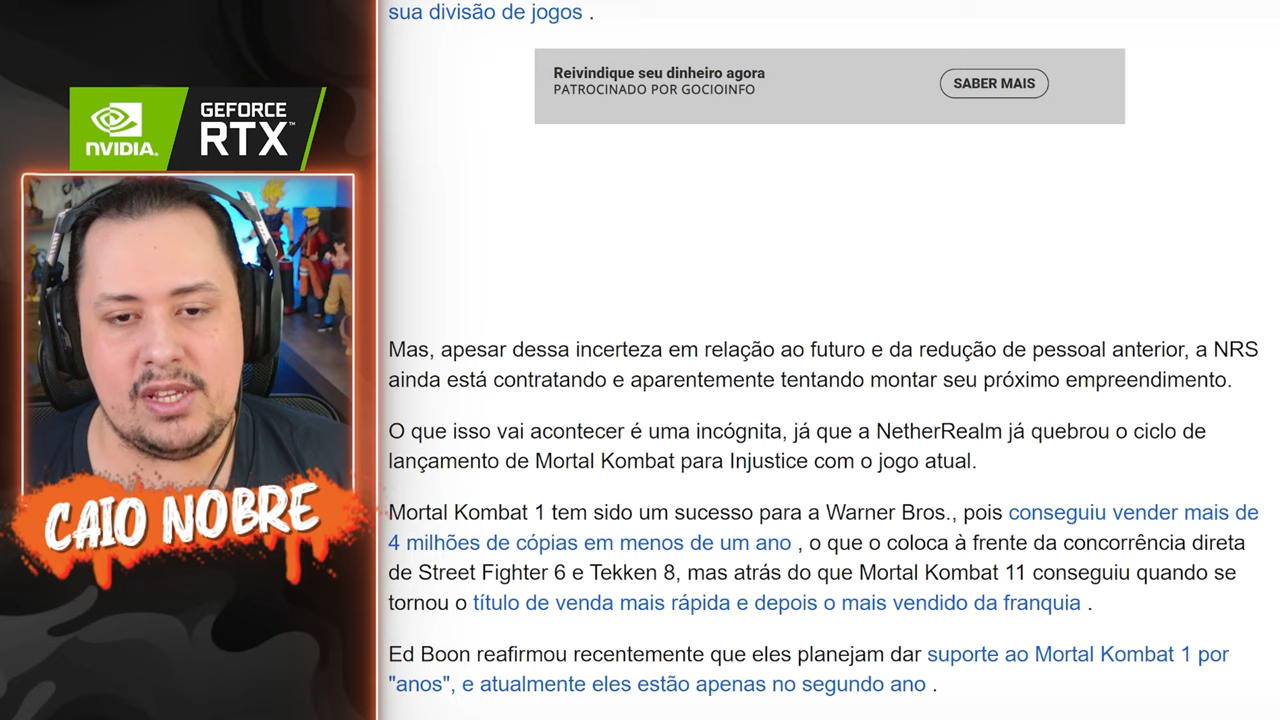 sua divisão de jogos .
Reivindique seu dinheiro agora
PATROCINADO POR GOCIOINFO
SABER MAIS
NVIDIA.
GEFORCE
RTX™
CAIO NOBRE
Mas, apesar dessa incerteza em relação ao futuro e da redução de pessoal anterior, a NRS
ainda está contratando e aparentemente tentando montar seu próximo empreendimento.
O que isso vai acontecer é uma incógnita, já que a NetherRealm já quebrou o ciclo de
lançamento de Mortal Kombat para Injustice com o jogo atual.
Mortal Kombat 1 tem sido um sucesso para a Warner Bros., pois conseguiu vender mais de
4 milhões de cópias em menos de um ano , o que o coloca à frente da concorrência direta
de Street Fighter 6 e Tekken 8, mas atrás do que Mortal Kombat 11 conseguiu quando se
tornou o título de venda mais rápida e depois o mais vendido da franquia .
Ed Boon reafirmou recentemente que eles planejam dar suporte ao Mortal Kombat 1 por
"anos", e atualmente eles estão apenas no segundo ano .